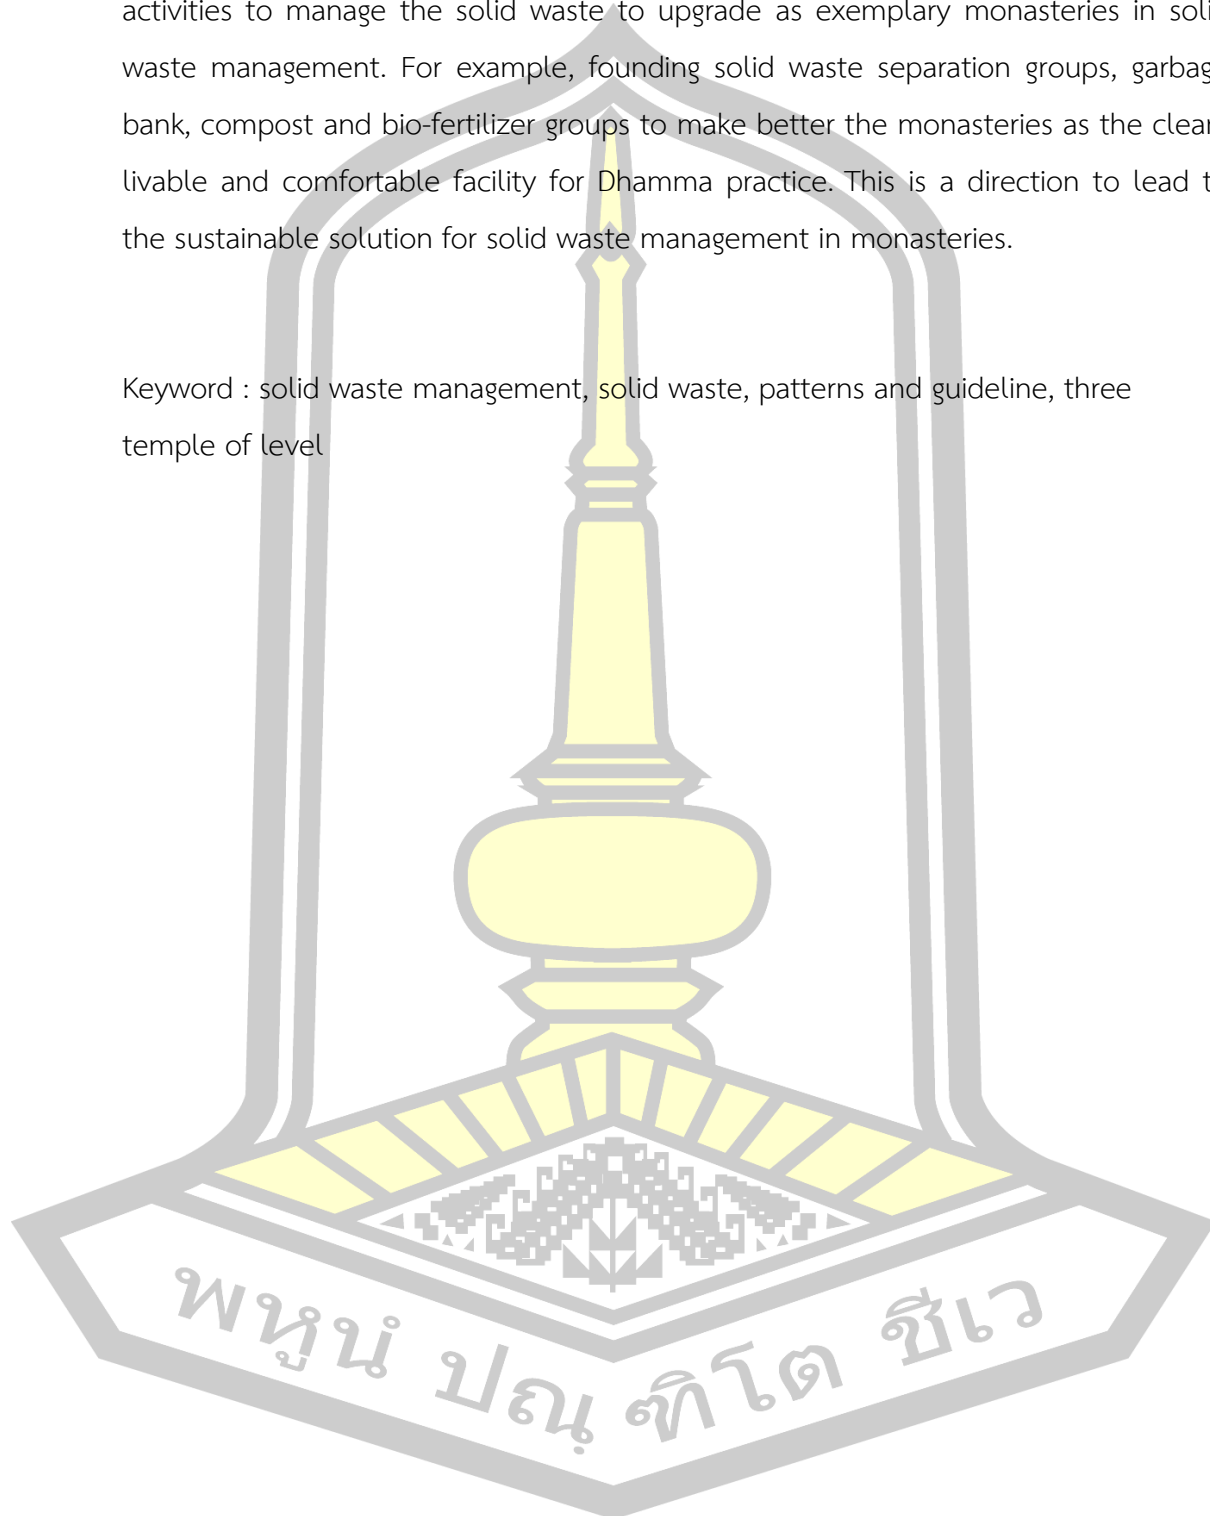 activities to manage the solid waste to upgrade as exemplary monasteries in soli
waste management. For example, founding solid waste separation groups, garbag
bank, compost and bio-fertilizer groups to make better the monasteries as the clean
livable and comfortable facility for Dhamma practice. This is a direction to lead t
the sustainable solution for solid waste management in monasteries.
Keyword : solid waste management, solid waste, patterns and guideline, three
temple of level
พหูนํ ปณฺฑิโต ชีเว